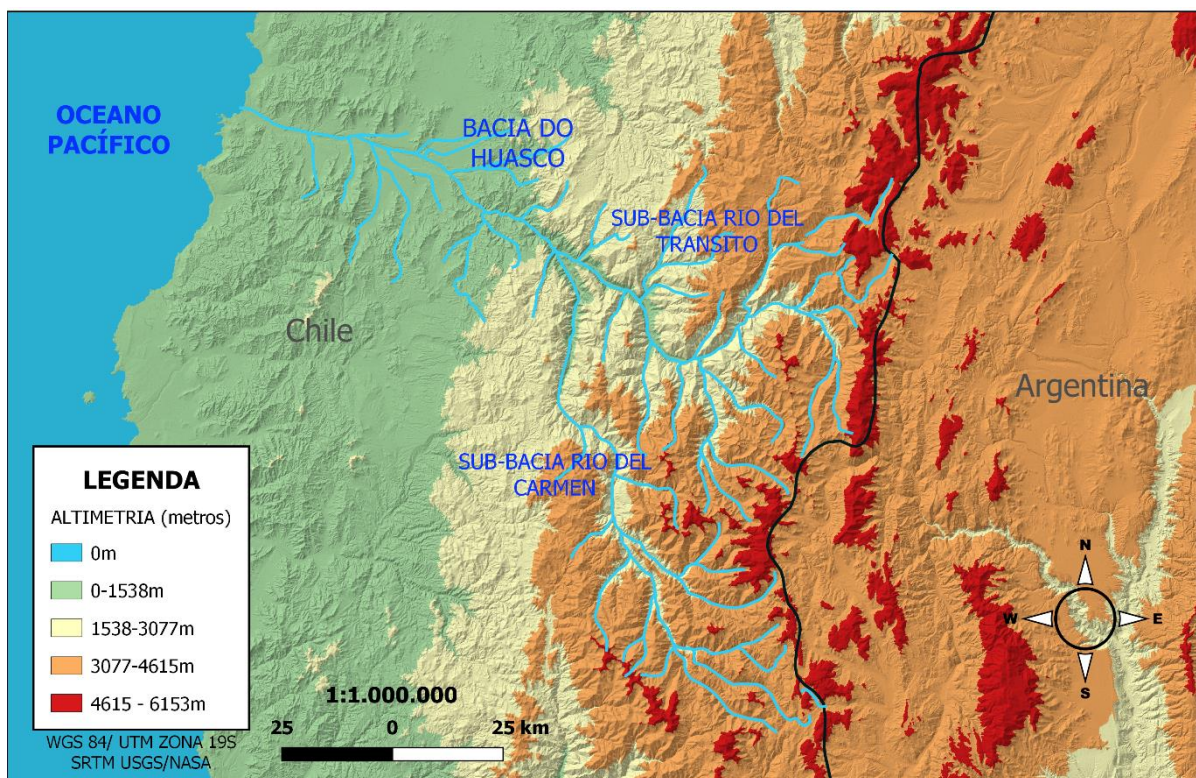 OCEANO
PACÍFICO
BACIA DO
HUASCO
SUB-BACIA RIO DEL
TRANSITO
Chile
Argentina
SUB-BACIA RIO DEL
CARMEN
LEGENDA
ALTIMETRIA (metros)
0m
0-1538m
1538-3077m
3077-4615m
4615 - 6153m
WGS 84/ UTM ZONA 19S
SRTM USGS/NASA
1:1.000.000
25 0 25 km
N
W E
S